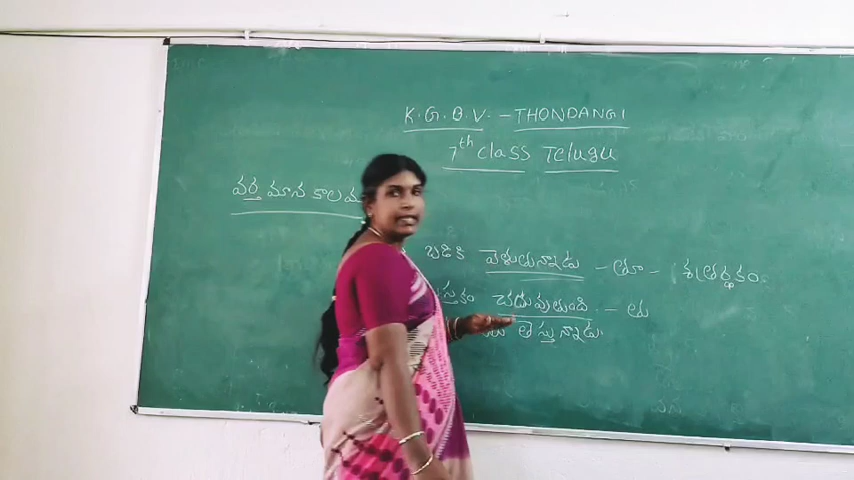 K.G.B.V. - THONDANGI
7th class Telugu
వర్తమాన కాలమ
బడికి వెళుతున్నాడు - తూ - శత్రర్థకం
స్తకం చదువుతుంది - తు
తెస్తున్నాడు